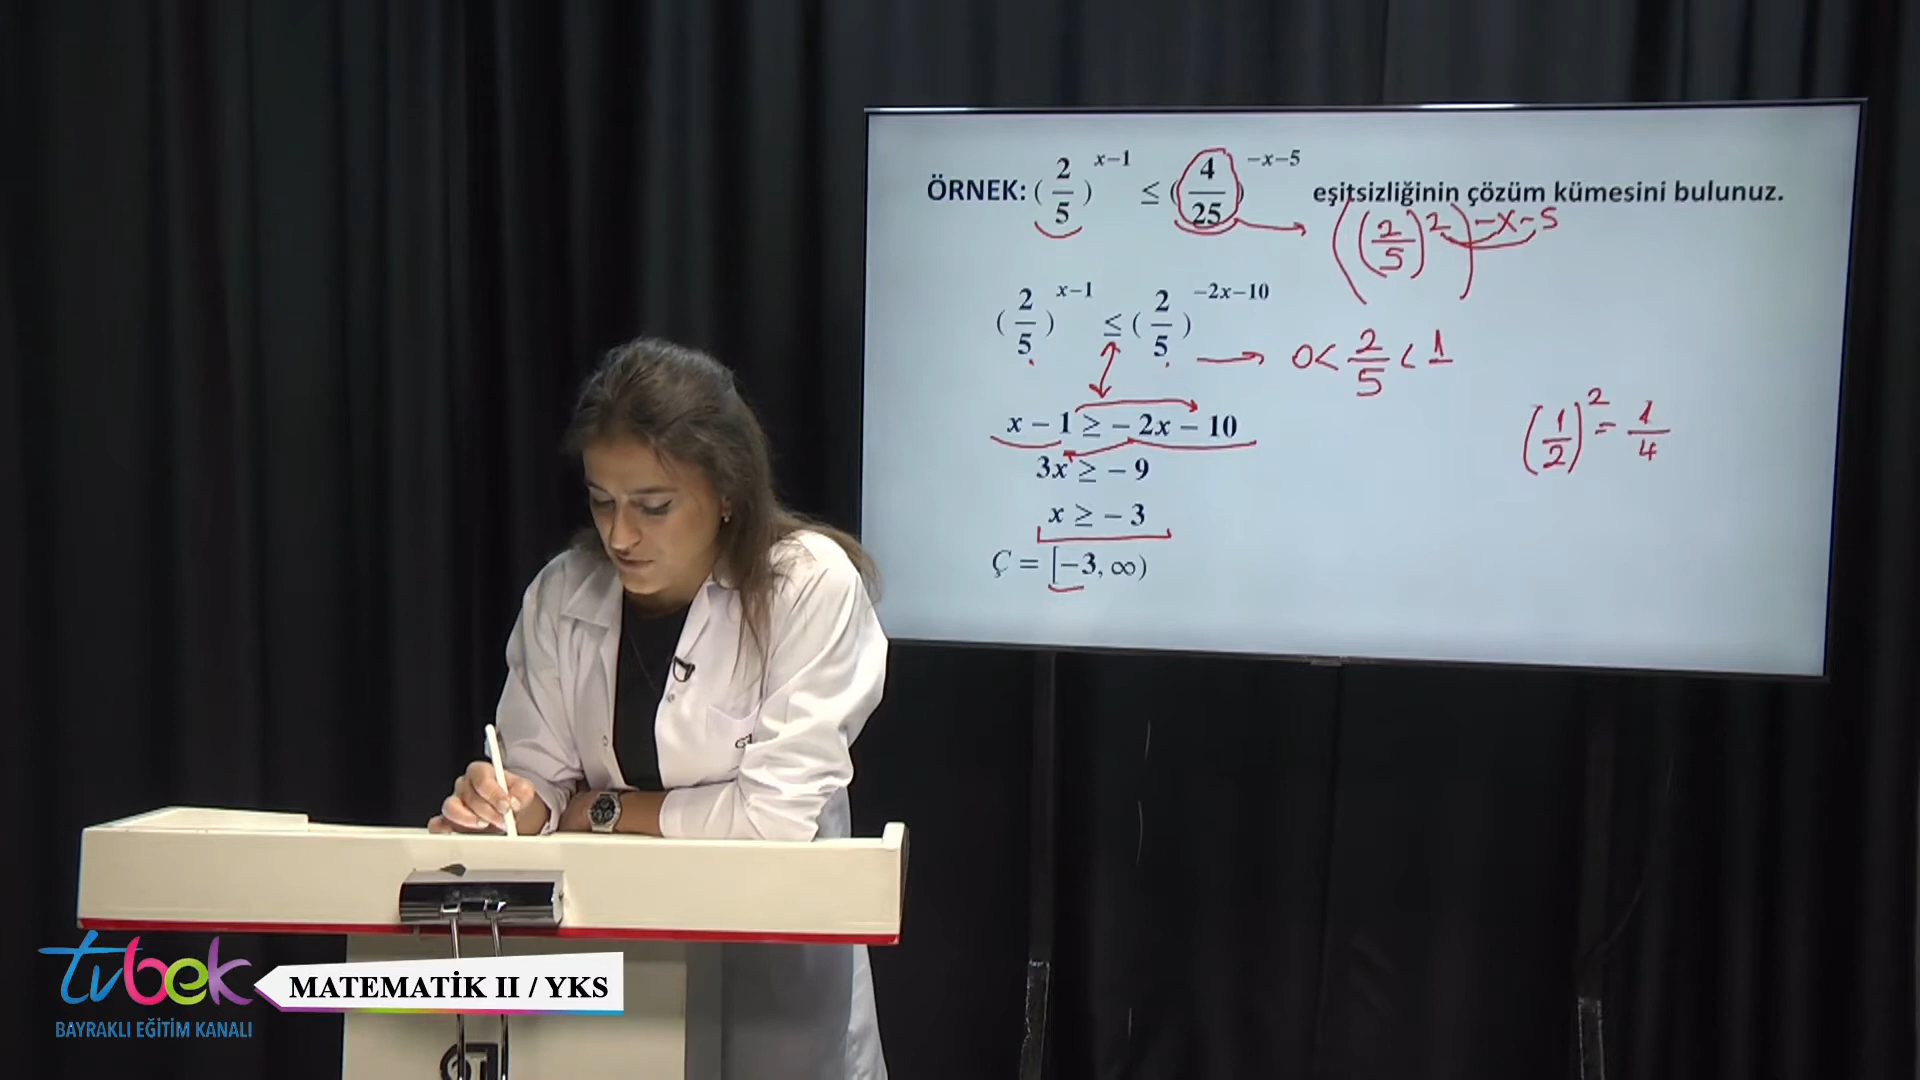 ÖRNEK: (2/5)^(x−1) ≤ (4/25)^(−x−5) eşitsizliğinin çözüm kümesini bulunuz.
((2/5)^2)^(−x−5)
(2/5)^(x−1) ≤ (2/5)^(−2x−10)
0 < 2/5 < 1
x − 1 ≥ − 2x − 10
(1/2)^2 = 1/4
3x ≥ − 9
x ≥ − 3
Ç = [−3, ∞)
tvbek
BAYRAKLI EĞİTİM KANALI
MATEMATİK II / YKS